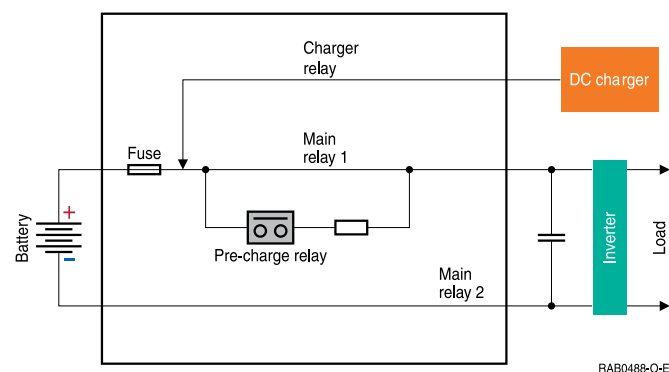 Charger
relay
DC charger
Fuse
Main
relay 1
+
Battery
-
Pre-charge relay
Main
relay 2
Inverter
Load
RAB0488-O-E